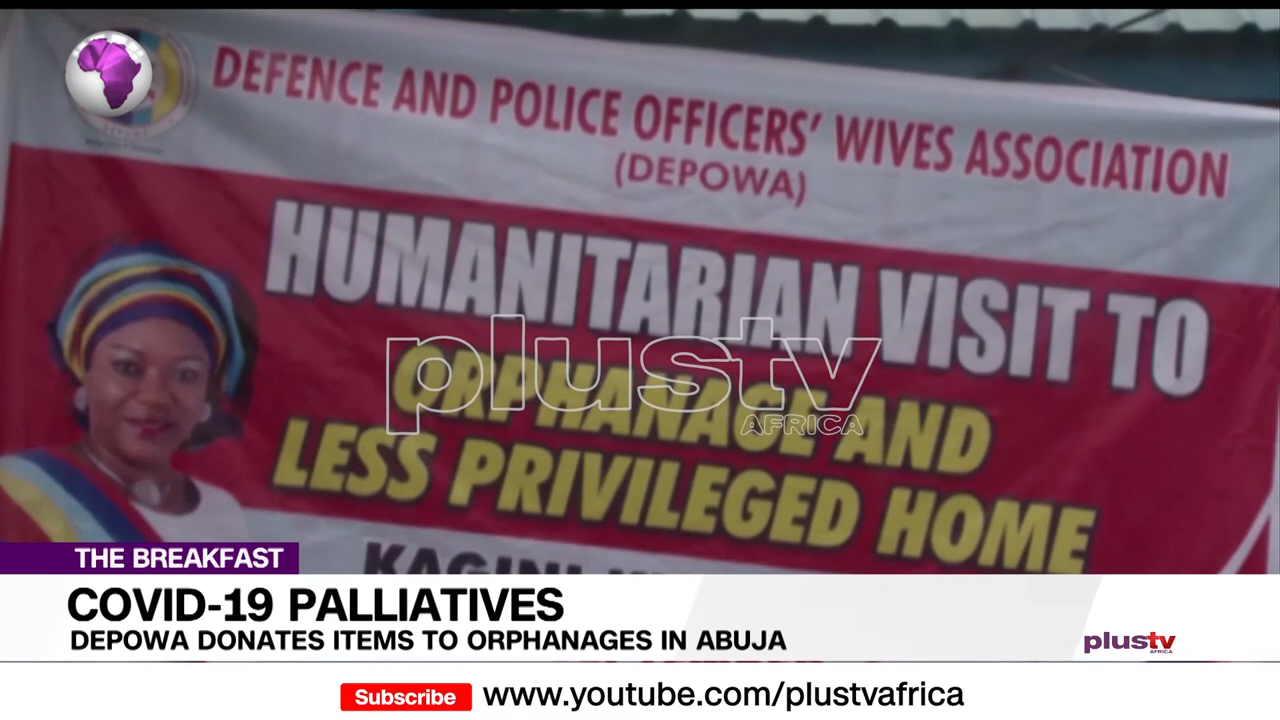 DEFENCE AND POLICE OFFICERS' WIVES ASSOCIATION
(DEPOWA)
HUMANITARIAN VISIT TO
ORPHANAGE AND
LESS PRIVILEGED HOME
plustv
AFRICA
THE BREAKFAST
COVID-19 PALLIATIVES
DEPOWA DONATES ITEMS TO ORPHANAGES IN ABUJA
plustv
AFRICA
Subscribe www.youtube.com/plustvafrica